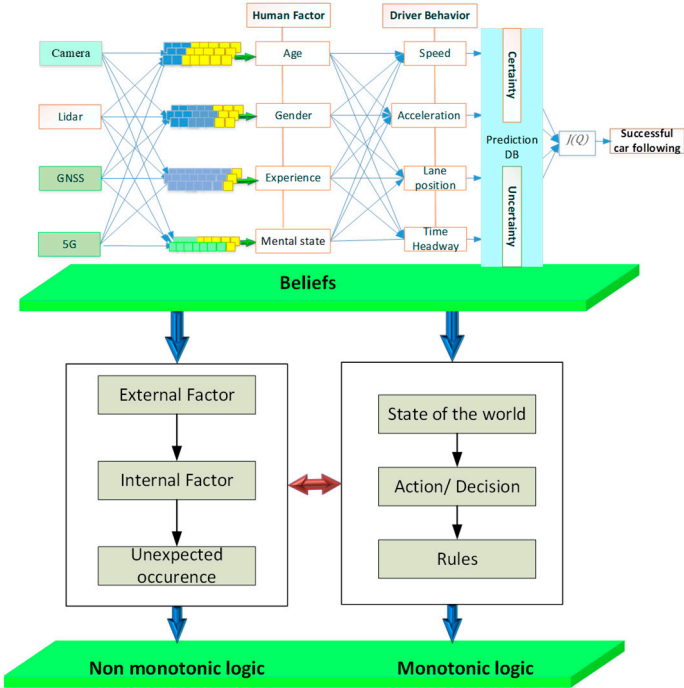 Human Factor
Driver Behavior
Camera
Age
Speed
Certainty
Lidar
Gender
Acceleration
Prediction
DB
J(Q)
Successful
car following
GNSS
Experience
Lane
position
Uncertainty
5G
Mental state
Time
Headway
Beliefs
External Factor
State of the world
Internal Factor
Action/ Decision
Unexpected
occurence
Rules
Non monotonic logic
Monotonic logic